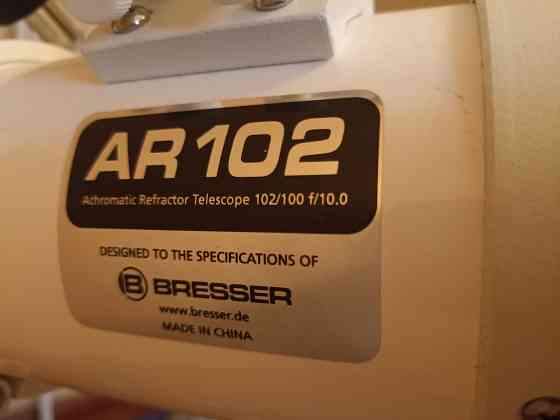 AR 102
Achromatic Refractor Telescope 102/100 f/10.0
DESIGNED TO THE SPECIFICATIONS OF
B BRESSER
www.bresser.de
MADE IN CHINA